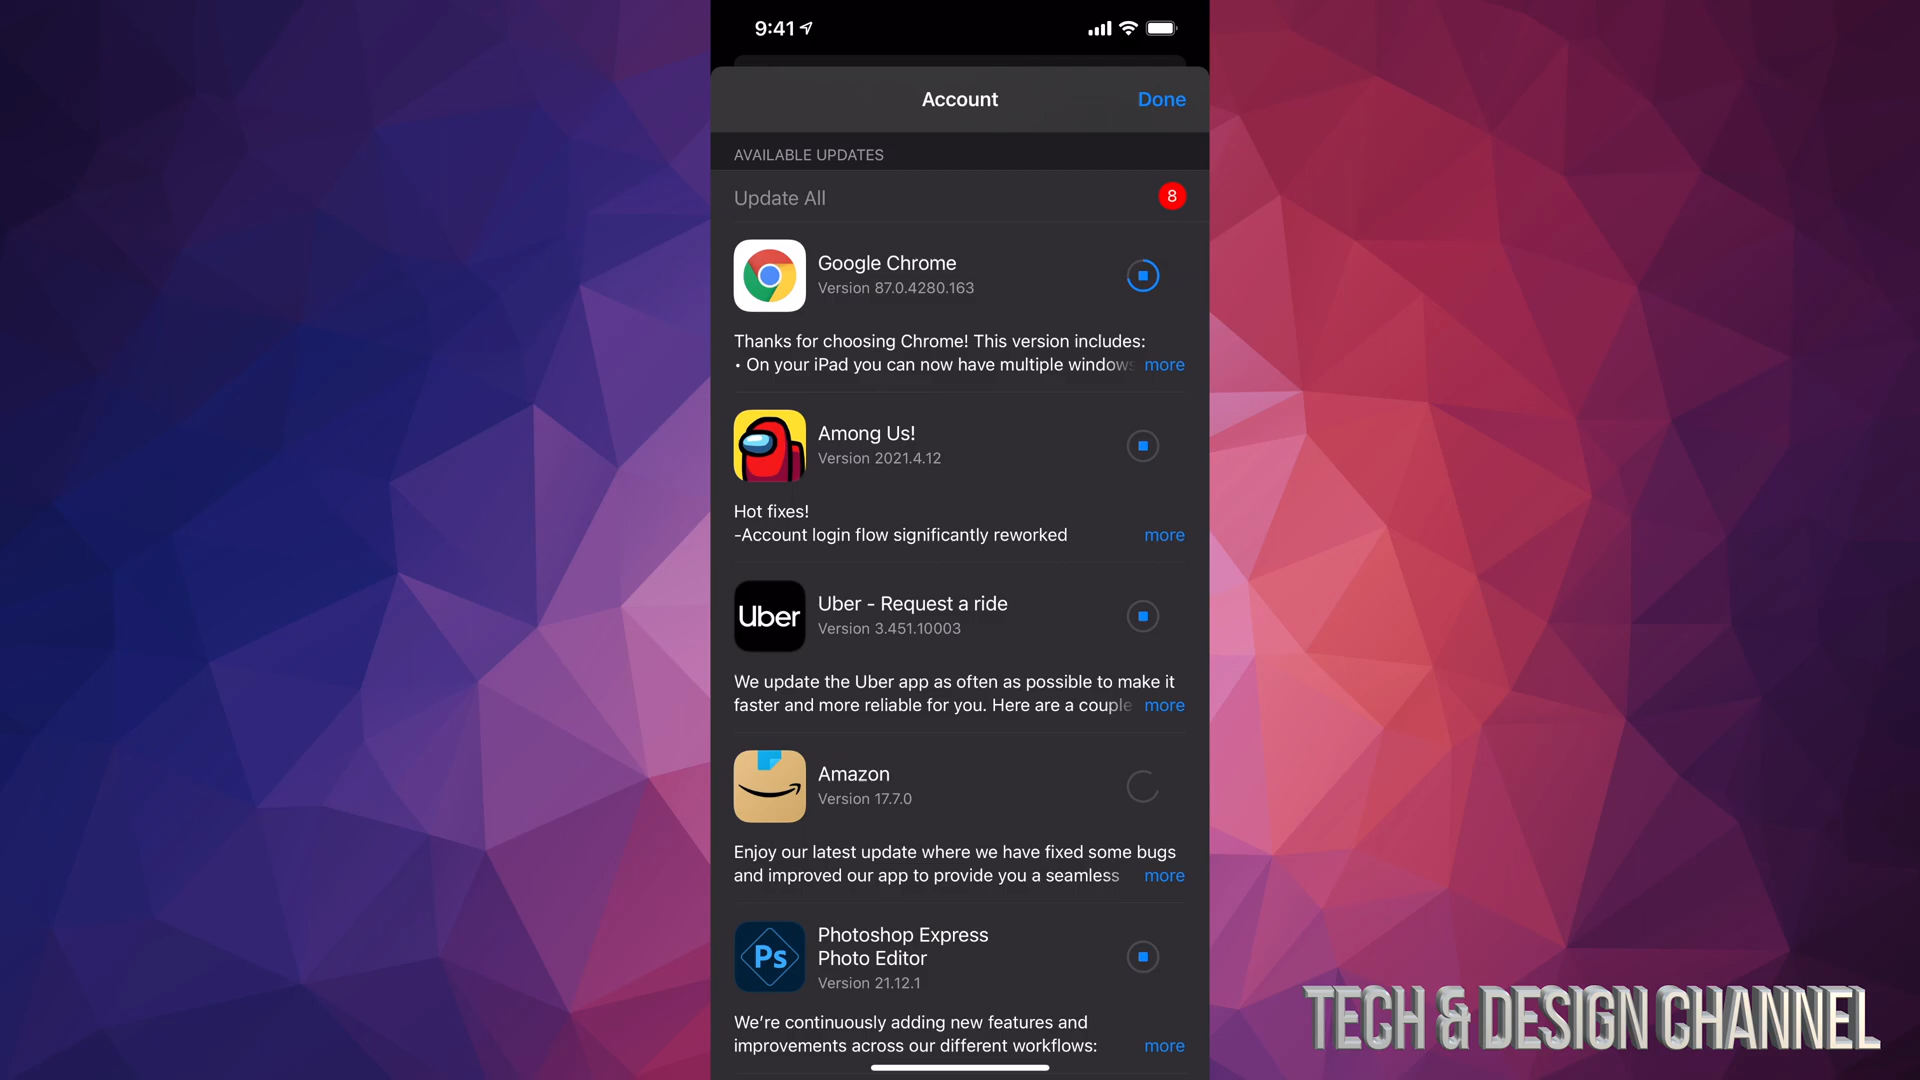 9:41
Account
Done
AVAILABLE UPDATES
Update All
8
Google Chrome
Version 87.0.4280.163
Thanks for choosing Chrome! This version includes:
• On your iPad you can now have multiple windows more
Among Us!
Version 2021.4.12
Hot fixes!
-Account login flow significantly reworked more
Uber
Uber - Request a ride
Version 3.451.10003
We update the Uber app as often as possible to make it
faster and more reliable for you. Here are a couple more
Amazon
Version 17.7.0
Enjoy our latest update where we have fixed some bugs
and improved our app to provide you a seamless more
Ps
Photoshop Express
Photo Editor
Version 21.12.1
We're continuously adding new features and
improvements across our different workflows: more
TECH & DESIGN CHANNEL